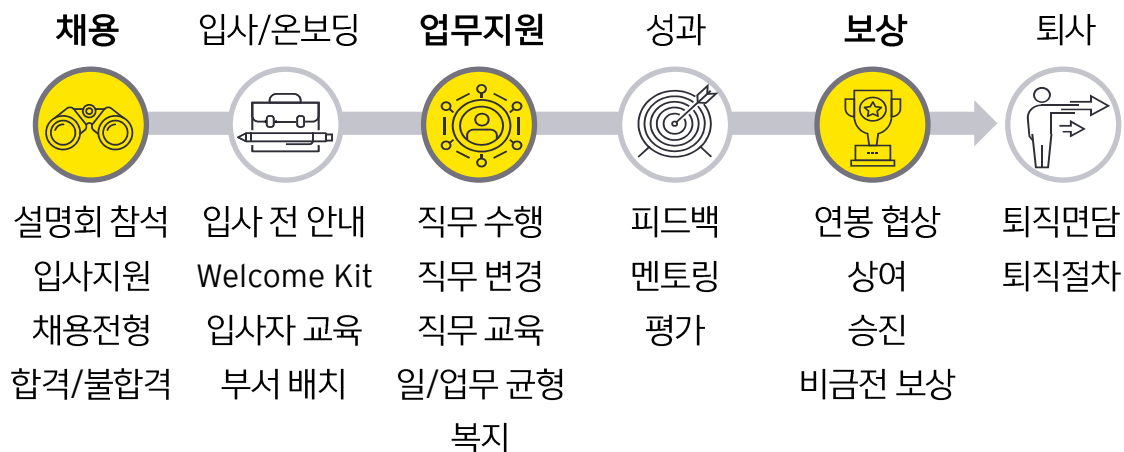 채용
설명회 참석
입사지원
채용전형
합격/불합격
입사/온보딩
입사 전 안내
Welcome Kit
입사자 교육
부서 배치
업무지원
직무 수행
직무 변경
직무 교육
일/업무 균형
복지
성과
피드백
멘토링
평가
보상
연봉 협상
상여
승진
비금전 보상
퇴사
퇴직면담
퇴직절차